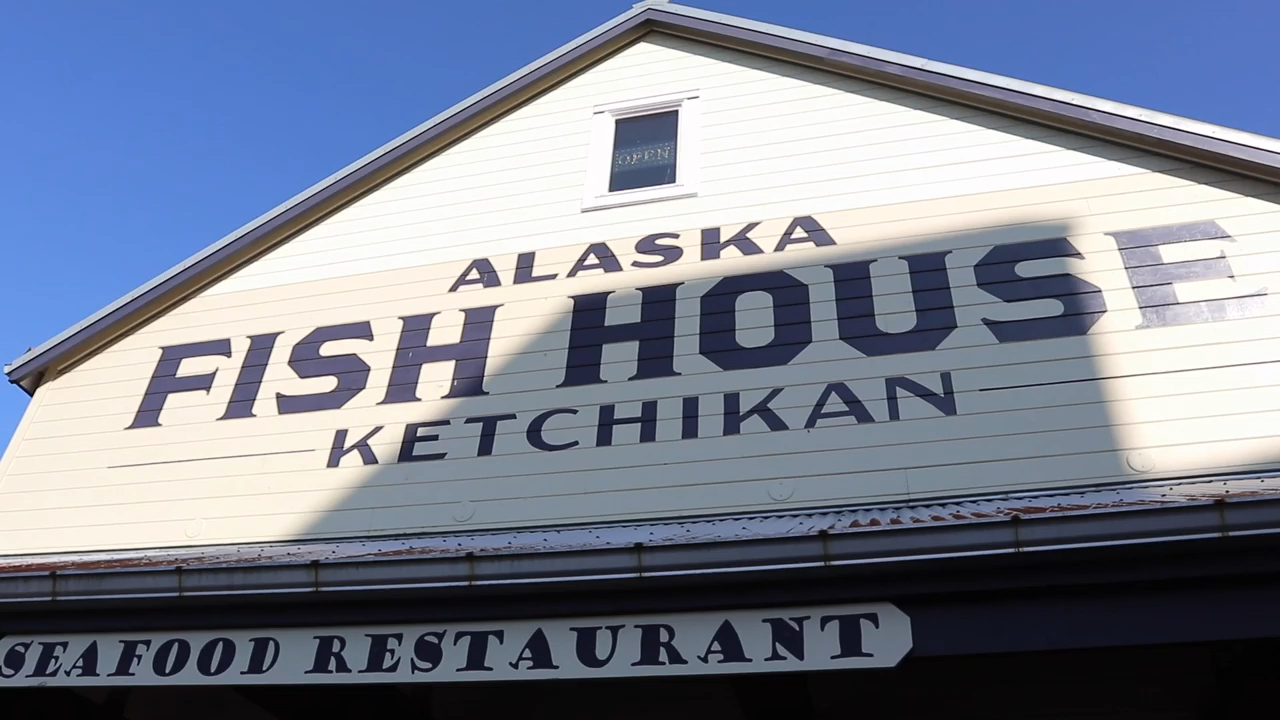 OPEN
ALASKA
FISH HOUSE
KETCHIKAN
SEAFOOD RESTAURANT